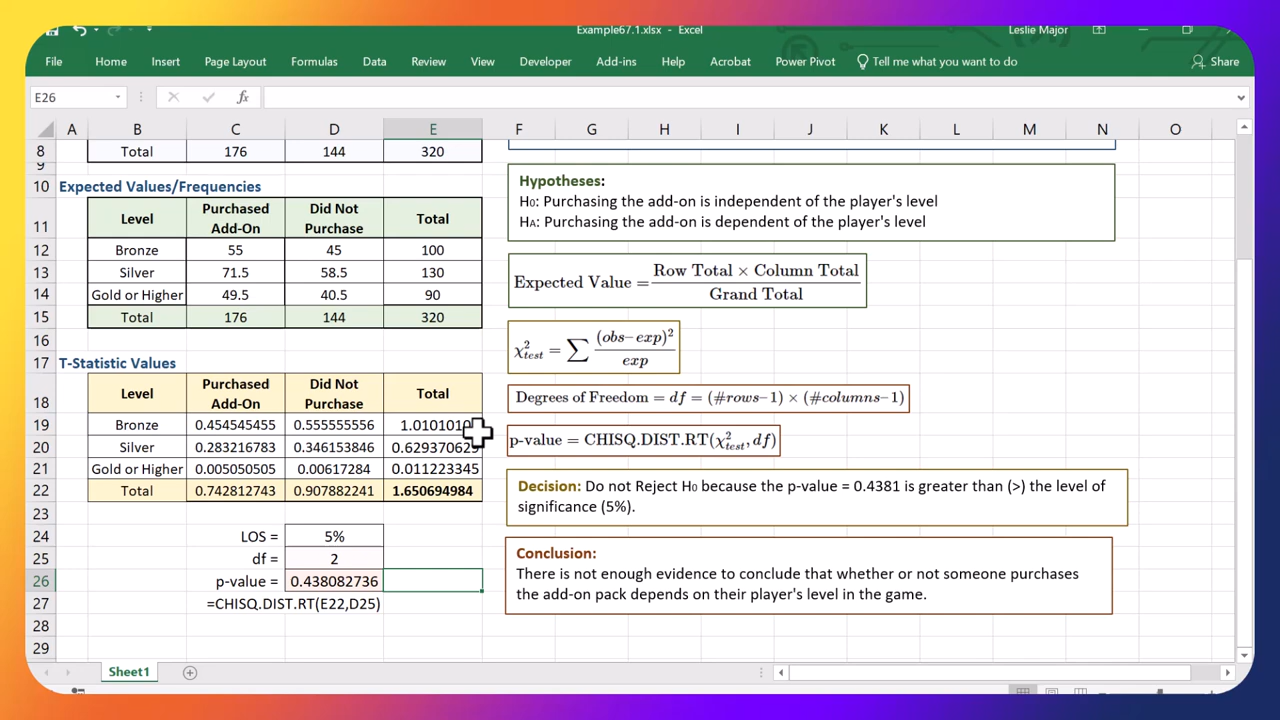 Example67.1.xlsx - Excel
Leslie Major
File Home Insert Page Layout Formulas Data Review View Developer Add-ins Help Acrobat Power Pivot Tell me what you want to do Share
E26 fx
A B C D E F G H I J K L M N O
8 Total 176 144 320
9
10 Expected Values/Frequencies
11 Level Purchased Add-On Did Not Purchase Total
12 Bronze 55 45 100
13 Silver 71.5 58.5 130
14 Gold or Higher 49.5 40.5 90
15 Total 176 144 320
16
17 T-Statistic Values
18 Level Purchased Add-On Did Not Purchase Total
19 Bronze 0.454545455 0.555555556
20 Silver 0.283216783 0.346153846
21 Gold or Higher 0.005050505 0.00617284 0.011223345
22 Total 0.742812743 0.907882241 1.650694984
23
24 LOS = 5%
25 df = 2
26 p-value = 0.438082736
27 =CHISQ.DIST.RT(E22,D25)
28
29
Hypotheses:
H0: Purchasing the add-on is independent of the player's level
HA: Purchasing the add-on is dependent of the player's level
Expected Value = Row Total × Column Total / Grand Total
χ²test = ∑ (obs–exp)² / exp
Degrees of Freedom = df = (#rows–1) × (#columns–1)
p-value = CHISQ.DIST.RT(χ²test, df)
Decision: Do not Reject H0 because the p-value = 0.4381 is greater than (>) the level of
significance (5%).
Conclusion:
There is not enough evidence to conclude that whether or not someone purchases
the add-on pack depends on their player's level in the game.
Sheet1